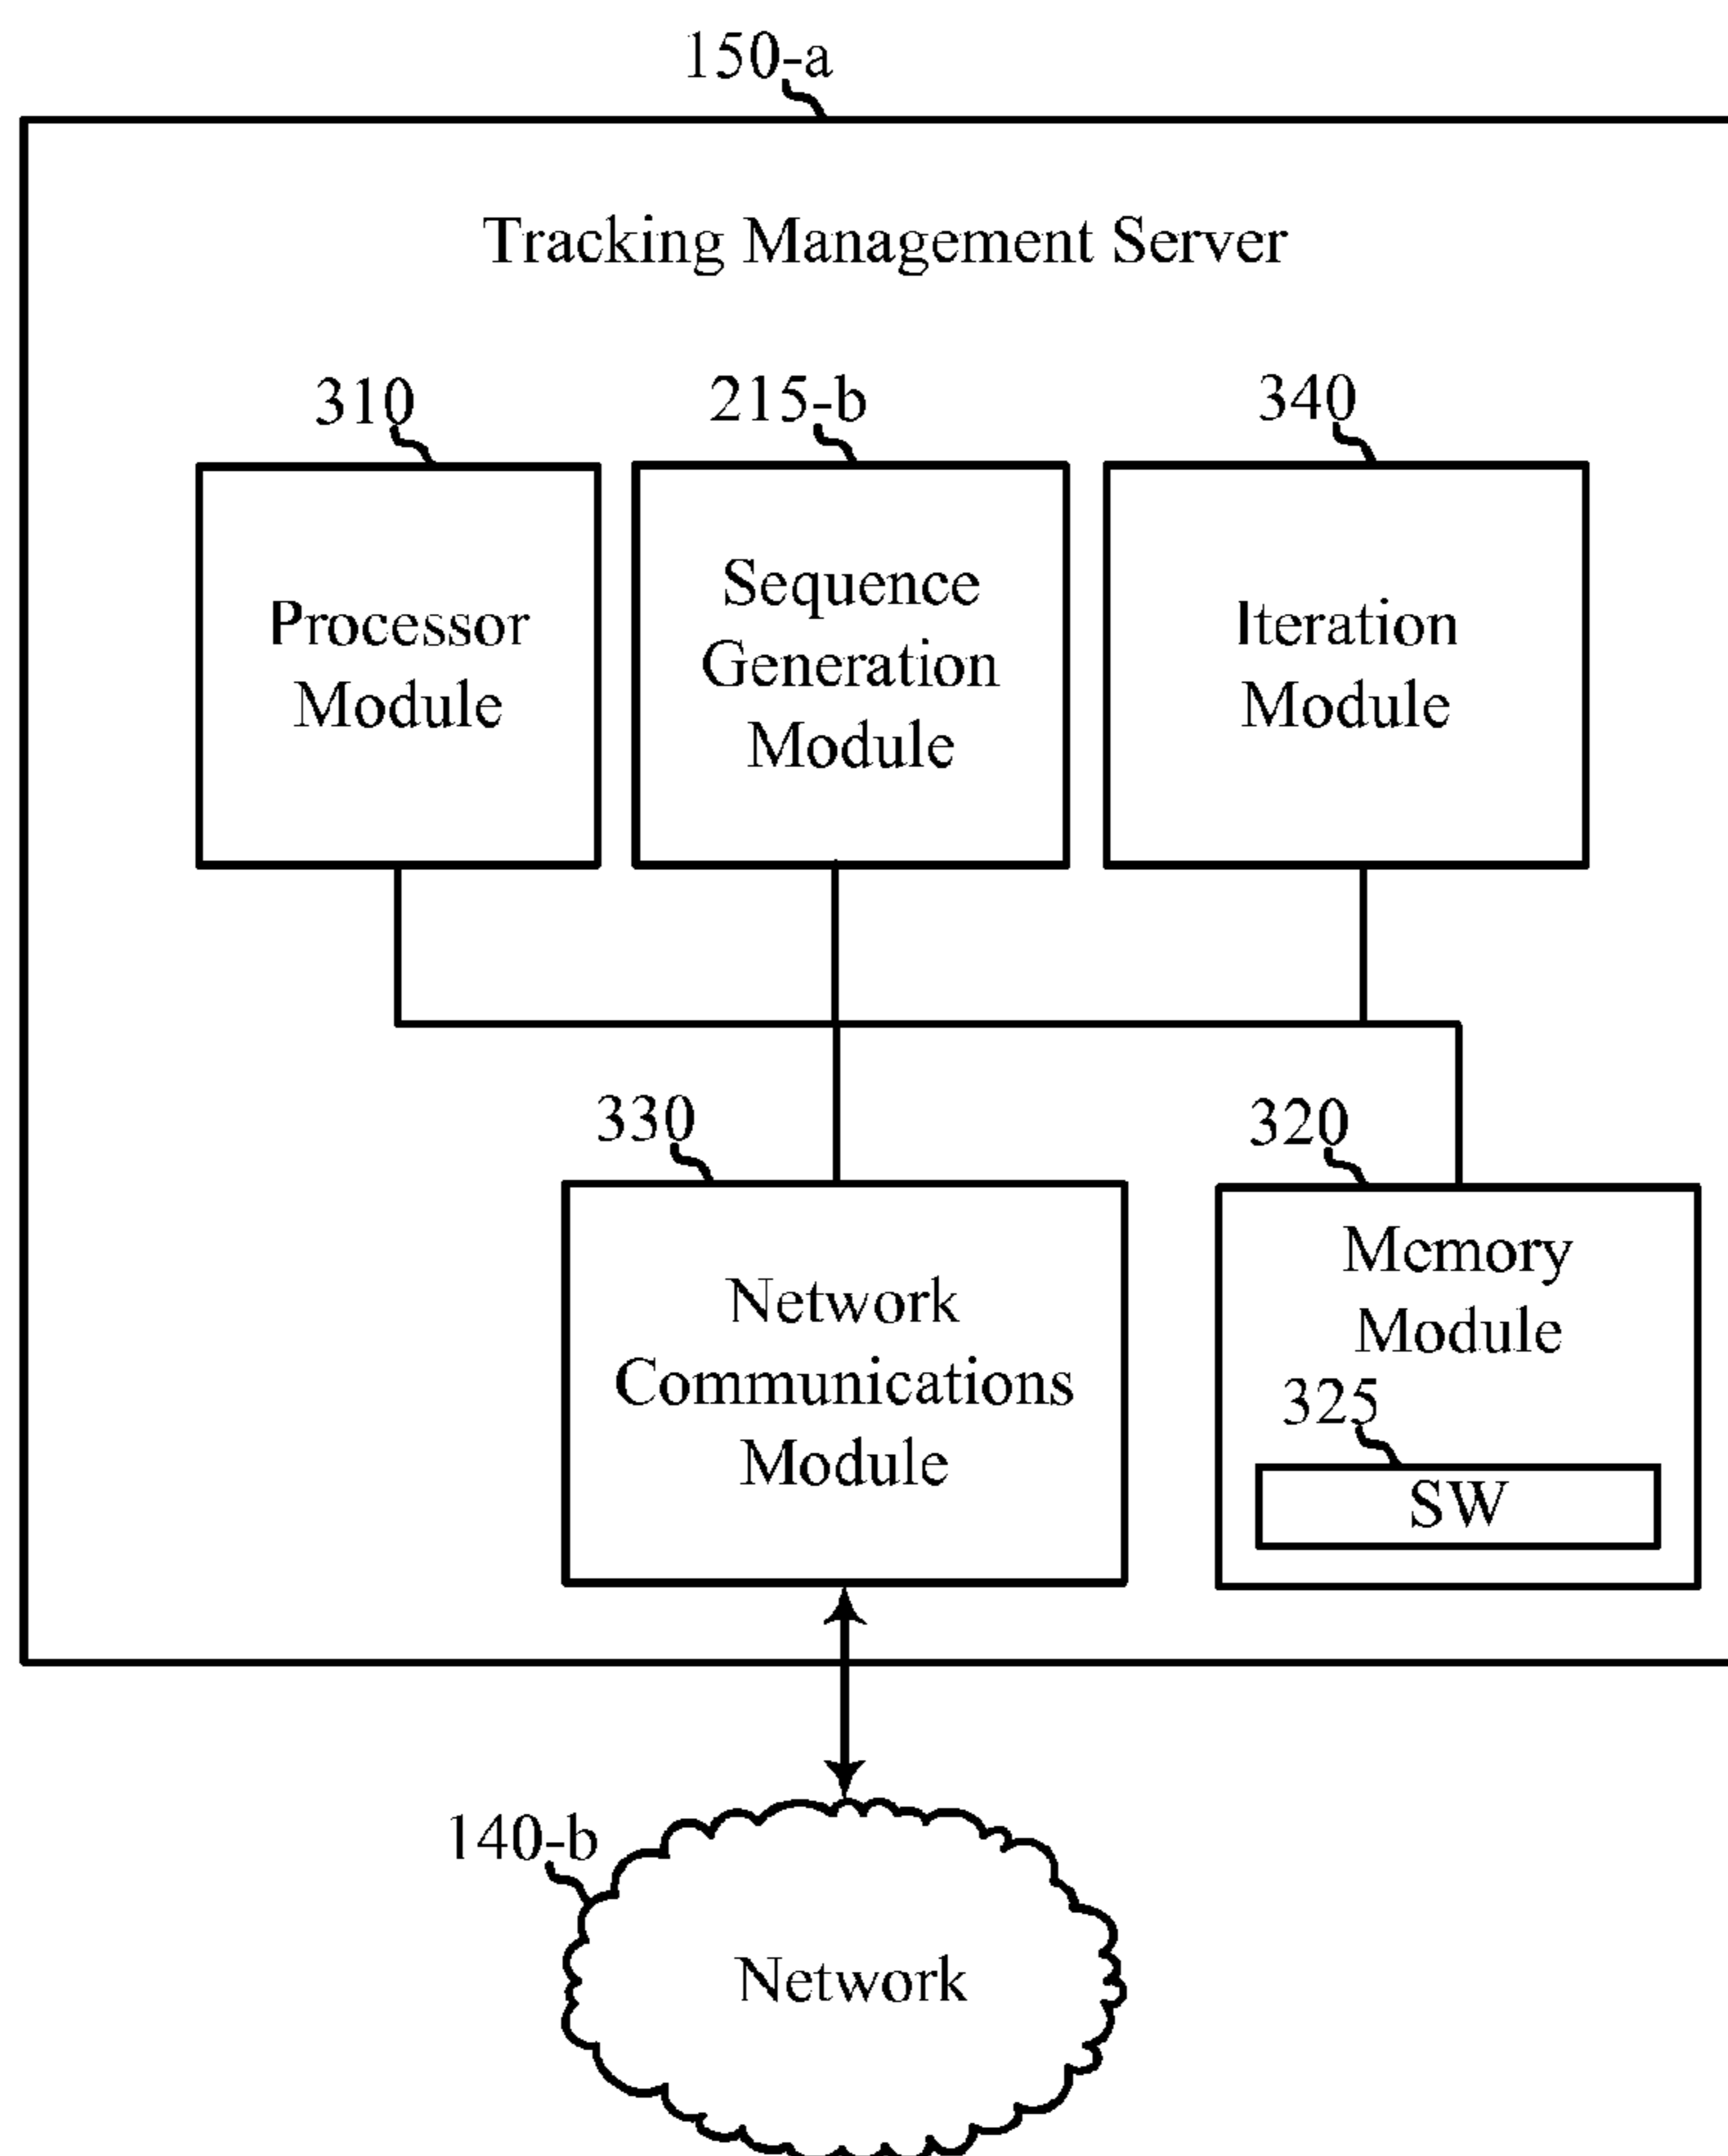 150-a
Tracking Management Server
310
215-b
340
Processor
Module
Sequence
Generation
Module
Iteration
Module
330
320
Network
Communications
Module
Memory
Module
325
SW
140-b
Network